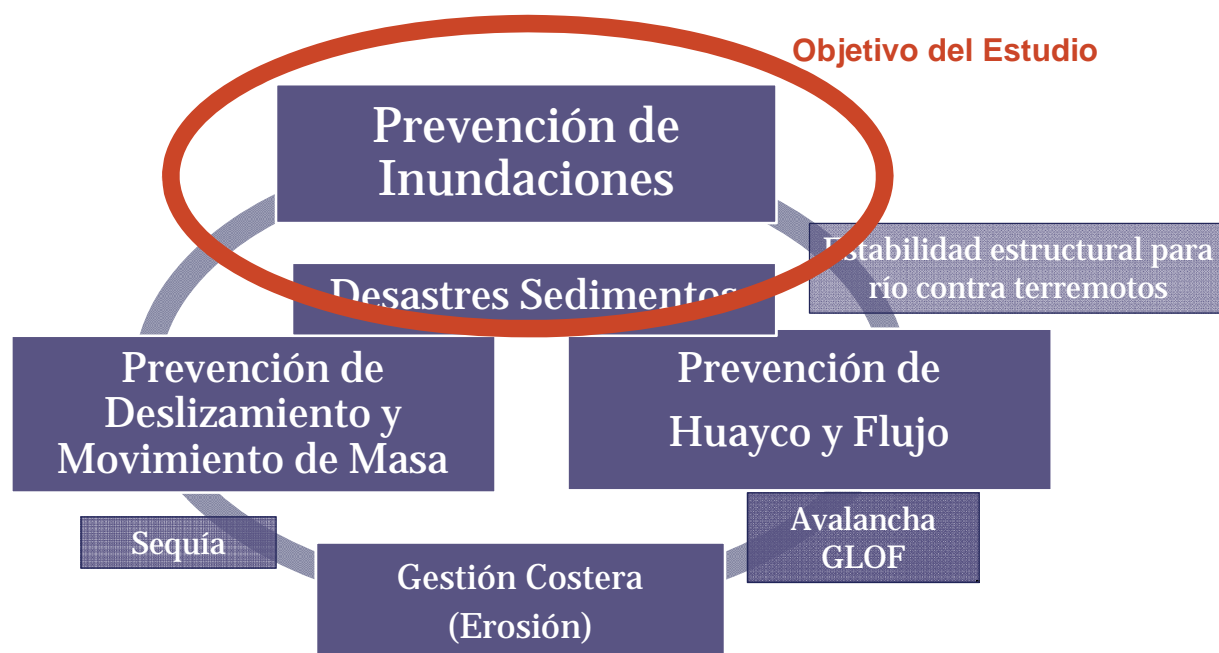 Objetivo del Estudio
Prevención de
Inundaciones
Estabilidad estructural para
río contra terremotos
Desastres Sedimentos
Prevención de
Deslizamiento y
Movimiento de Masa
Prevención de
Huayco y Flujo
Sequía
Avalancha
GLOF
Gestión Costera
(Erosión)